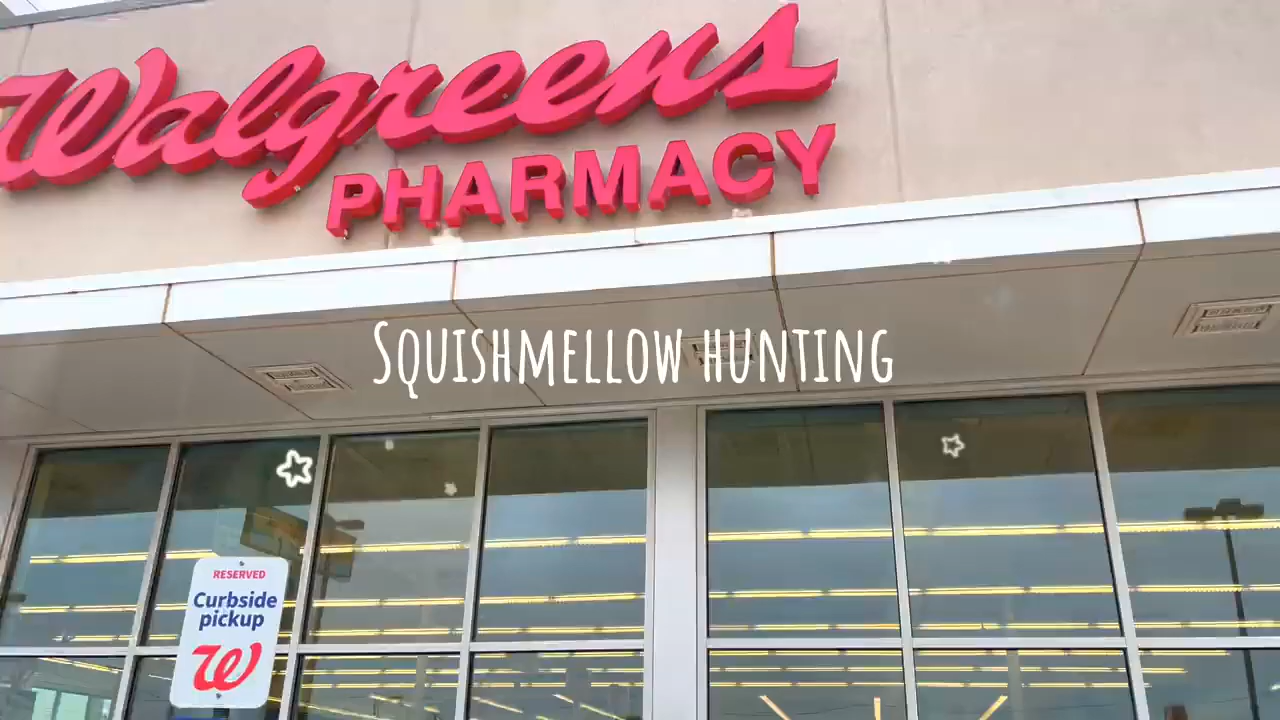 Walgreens
PHARMACY
SQUISHMELLOW HUNTING
RESERVED
Curbside
pickup
W